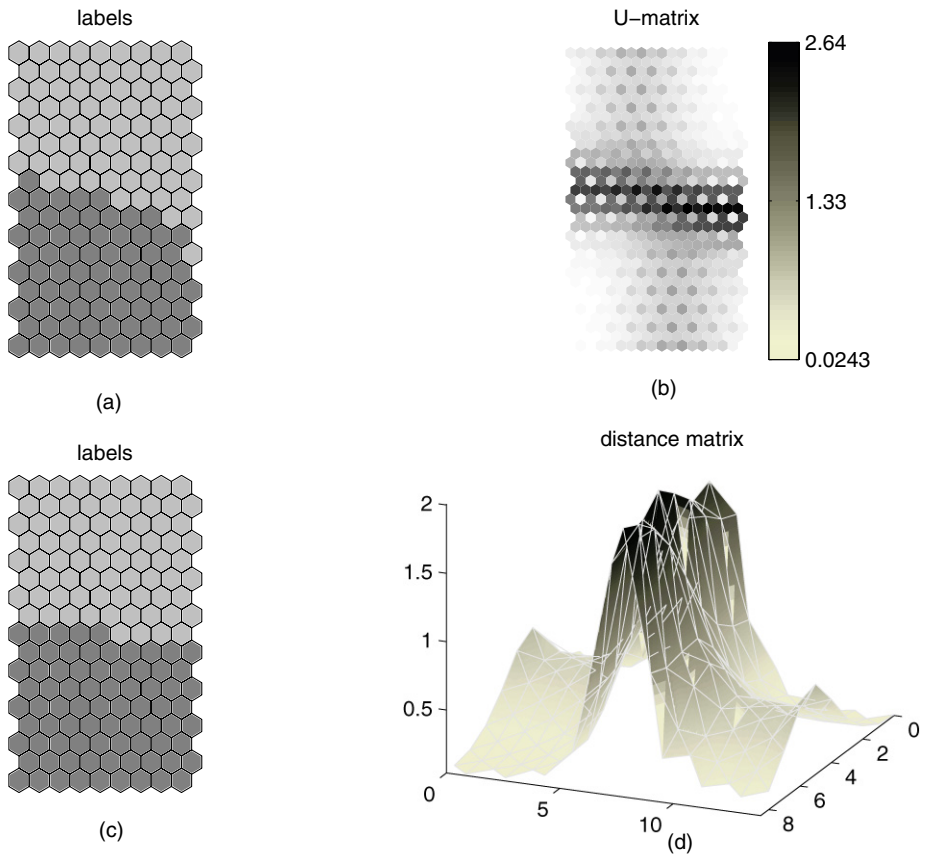 labels
U−matrix
2.64
1.33
0.0243
(a)
(b)
labels
distance matrix
2
1.5
1
0.5
0
5
10
0
2
4
6
8
(c)
(d)